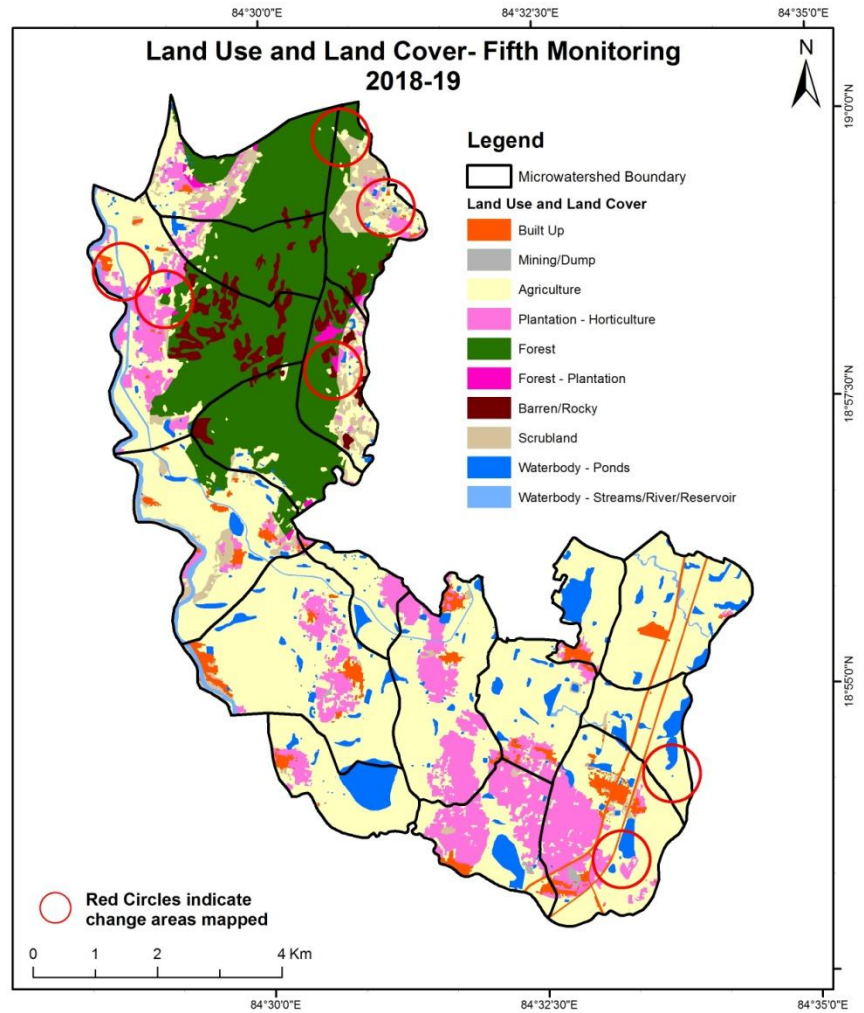 84°30'0"E 84°32'30"E 84°35'0"E
Land Use and Land Cover- Fifth Monitoring
2018-19
N
19°0'0"N
Legend
Microwatershed Boundary
Land Use and Land Cover
Built Up
Mining/Dump
Agriculture
Plantation - Horticulture
Forest
Forest - Plantation
Barren/Rocky
Scrubland
Waterbody - Ponds
Waterbody - Streams/River/Reservoir
18°57'30"N
18°55'0"N
Red Circles indicate
change areas mapped
0 1 2 4 Km
84°30'0"E 84°32'30"E 84°35'0"E